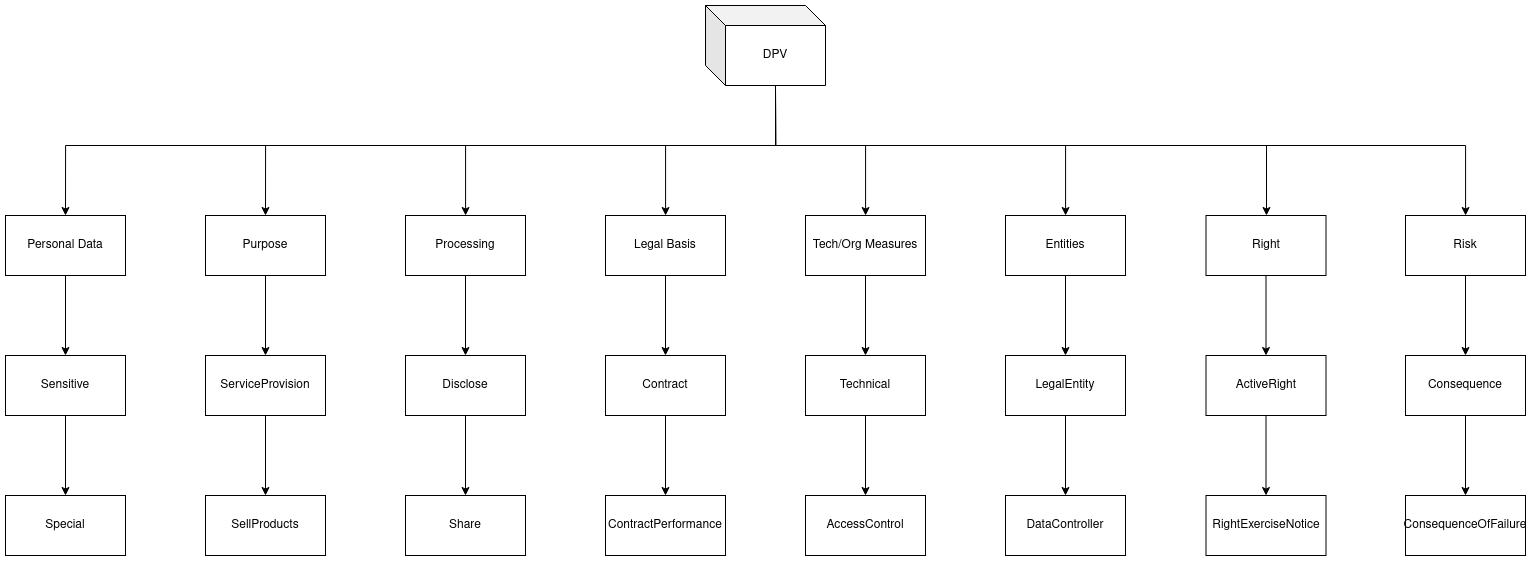 DPV
Personal Data
Purpose
Processing
Legal Basis
Tech/Org Measures
Entities
Right
Risk
Sensitive
ServiceProvision
Disclose
Contract
Technical
LegalEntity
ActiveRight
Consequence
Special
SellProducts
Share
ContractPerformance
AccessControl
DataController
RightExerciseNotice
ConsequenceOfFailure